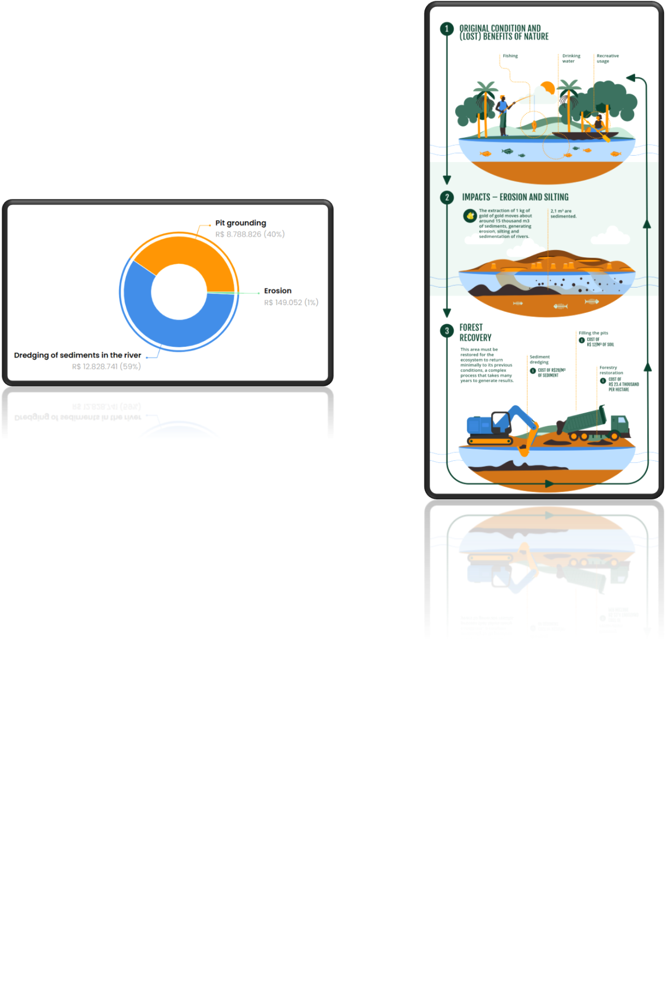 Pit grounding
R$ 8.788.826 (40%)
Erosion
R$ 149.052 (1%)
Dredging of sediments in the river
R$ 12.828.741 (59%)
1
ORIGINAL CONDITION AND
(LOST) BENEFITS OF NATURE
Fishing
Drinking
water
Recreative
usage
2
IMPACTS – EROSION AND SILTING
The extraction of 1 kg of
gold of gold moves about
around 15 thousand m3
of sediments, generating
erosion, silting and
sedimentation of rivers.
2,1 m³ are
sedimented.
3
FOREST
RECOVERY
This area must be
restored for the
ecosystem to return
minimally to its previous
conditions, a complex
process that takes many
years to generate results.
Sediment
dredging
COST OF R$28/M³
OF SEDIMENT
Filling the pits
COST OF
R$ 12/M³ OF SOIL
Forestry
restoration
COST OF
R$ 23.4 THOUSAND
PER HECTARE